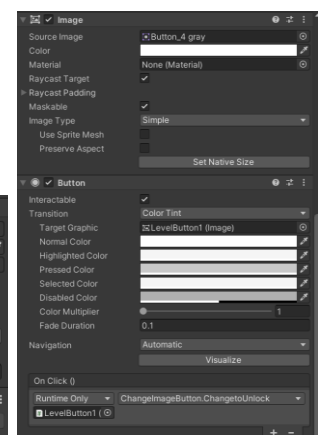 Image
Source Image Button_4 gray
Color
Material None (Material)
Raycast Target
Raycast Padding
Maskable
Image Type Simple
Use Sprite Mesh
Preserve Aspect
Set Native Size
Button
Interactable
Transition Color Tint
Target Graphic LevelButton1 (Image)
Normal Color
Highlighted Color
Pressed Color
Selected Color
Disabled Color
Color Multiplier 1
Fade Duration 0.1
Navigation Automatic
Visualize
On Click ()
Runtime Only ChangeImageButton.ChangetoUnlock
LevelButton1 (